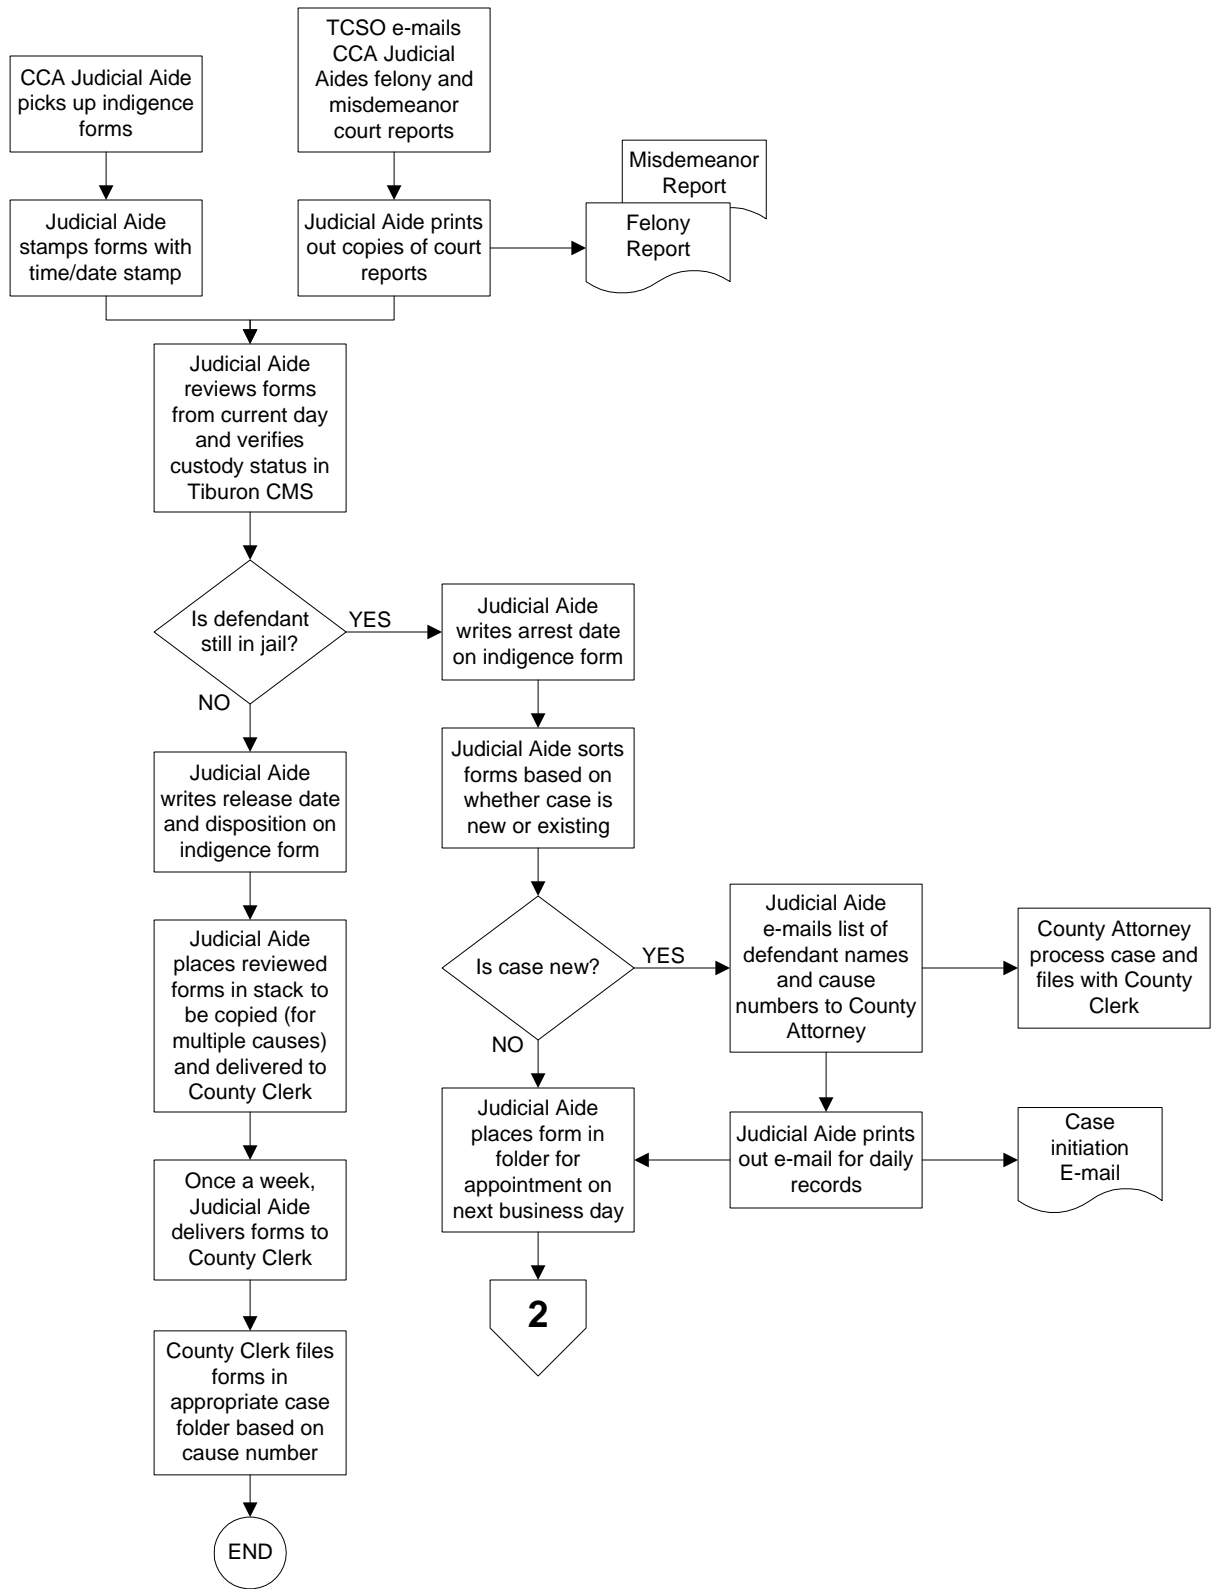 CCA Judicial Aide
picks up indigence
forms
TCSO e-mails
CCA Judicial
Aides felony and
misdemeanor
court reports
Judicial Aide
stamps forms with
time/date stamp
Judicial Aide prints
out copies of court
reports
Misdemeanor
Report
Felony
Report
Judicial Aide
reviews forms
from current day
and verifies
custody status in
Tiburon CMS
Is defendant
still in jail?
YES
NO
Judicial Aide
writes arrest date
on indigence form
Judicial Aide
writes release date
and disposition on
indigence form
Judicial Aide sorts
forms based on
whether case is
new or existing
Judicial Aide
places reviewed
forms in stack to
be copied (for
multiple causes)
and delivered to
County Clerk
Is case new?
YES
NO
Judicial Aide
e-mails list of
defendant names
and cause
numbers to County
Attorney
County Attorney
process case and
files with County
Clerk
Judicial Aide
places form in
folder for
appointment on
next business day
Judicial Aide prints
out e-mail for daily
records
Case
initiation
E-mail
Once a week,
Judicial Aide
delivers forms to
County Clerk
2
County Clerk files
forms in
appropriate case
folder based on
cause number
END